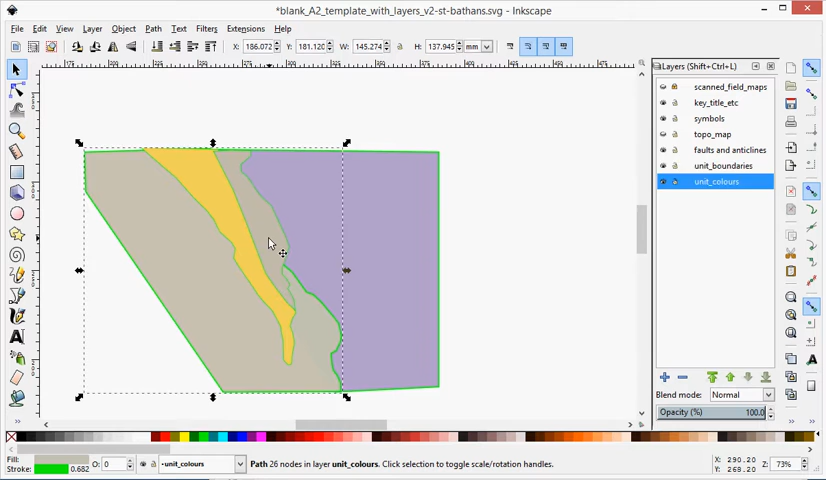 *blank_A2_template_with_layers_v2-st-bathans.svg - Inkscape
File Edit View Layer Object Path Text Filters Extensions Help
X: 186.072 Y: 181.120 W: 145.274 H: 137.945 mm
Layers (Shift+Ctrl+L)
scanned_field_maps
key_title_etc
symbols
topo_map
faults and anticlines
unit_boundaries
unit_colours
Blend mode: Normal
Opacity (%) 100.0
Fill:
Stroke: 0.682 O: 0 unit_colours Path 26 nodes in layer unit_colours. Click selection to toggle scale/rotation handles. X: 290.20 Y: 268.20 Z: 73%